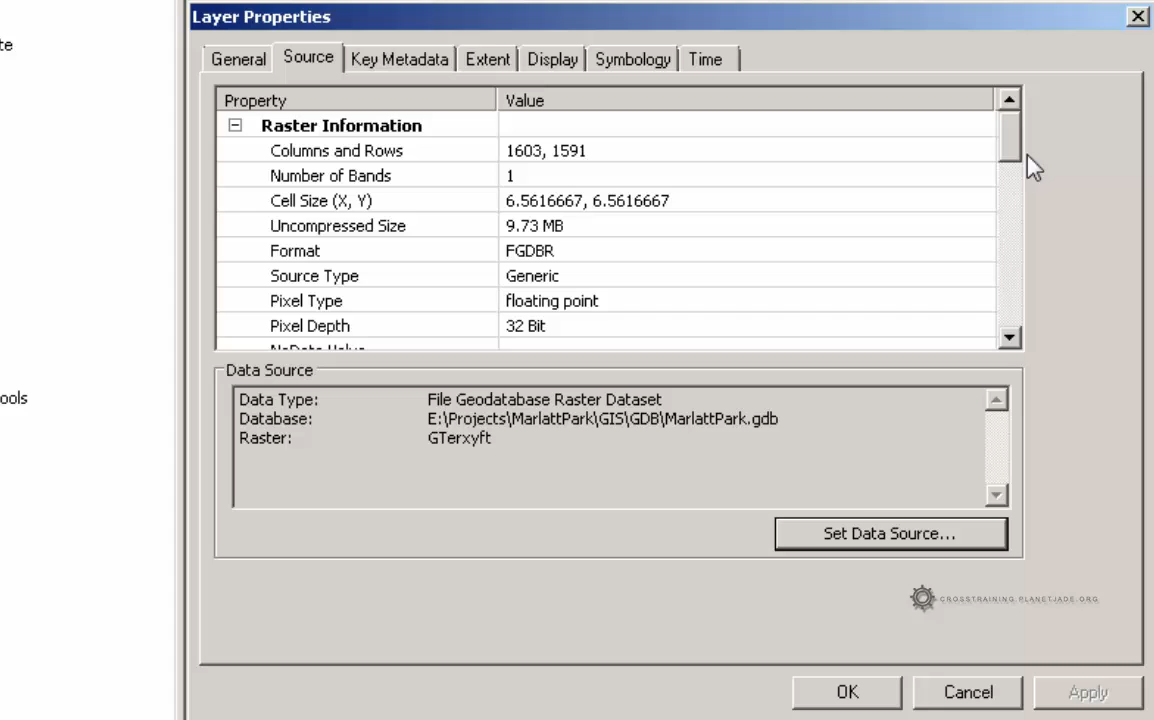 te
Layer Properties
General Source Key Metadata Extent Display Symbology Time
Property Value
Raster Information
Columns and Rows 1603, 1591
Number of Bands 1
Cell Size (X, Y) 6.5616667, 6.5616667
Uncompressed Size 9.73 MB
Format FGDBR
Source Type Generic
Pixel Type floating point
Pixel Depth 32 Bit
NoData Value
Data Source
ools
Data Type: File Geodatabase Raster Dataset
Database: E:\Projects\MarlattPark\GIS\GDB\MarlattPark.gdb
Raster: GTerxyft
Set Data Source...
CROSSTRAINING.PLANETJADE.ORG
OK Cancel Apply